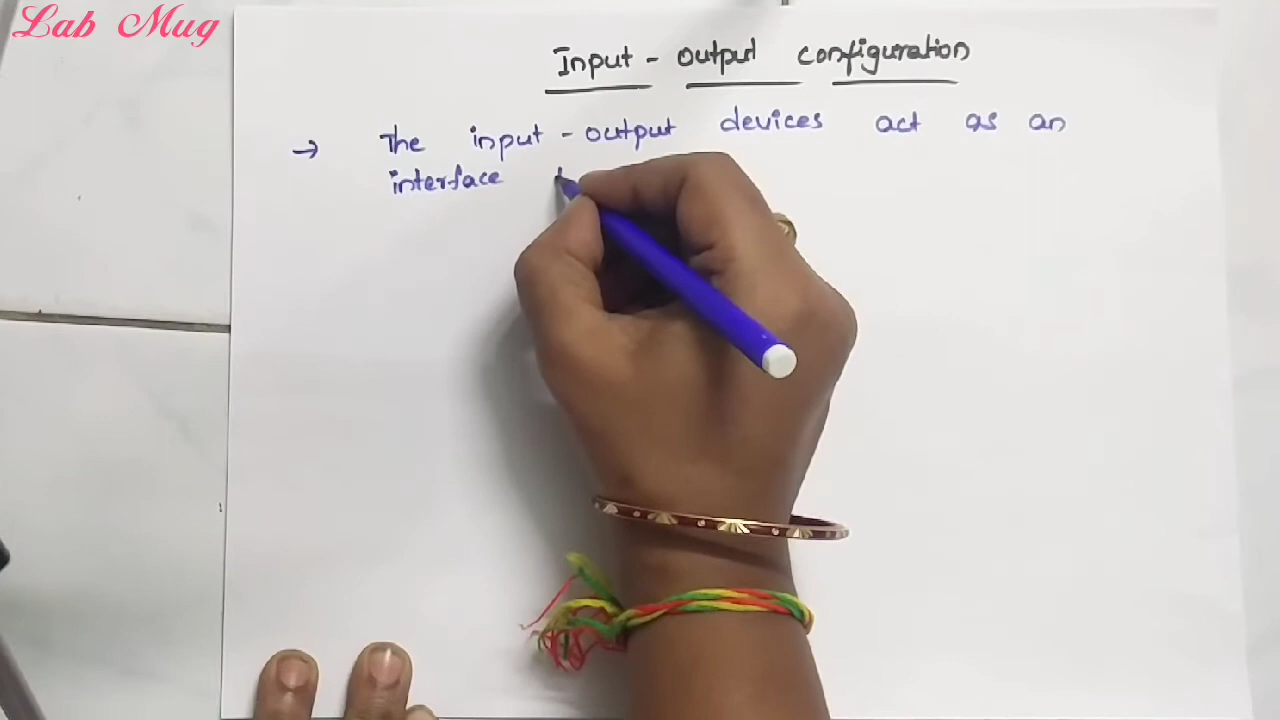 Lab Mug
Input - Output configuration
→ The input - output devices act as an
interface